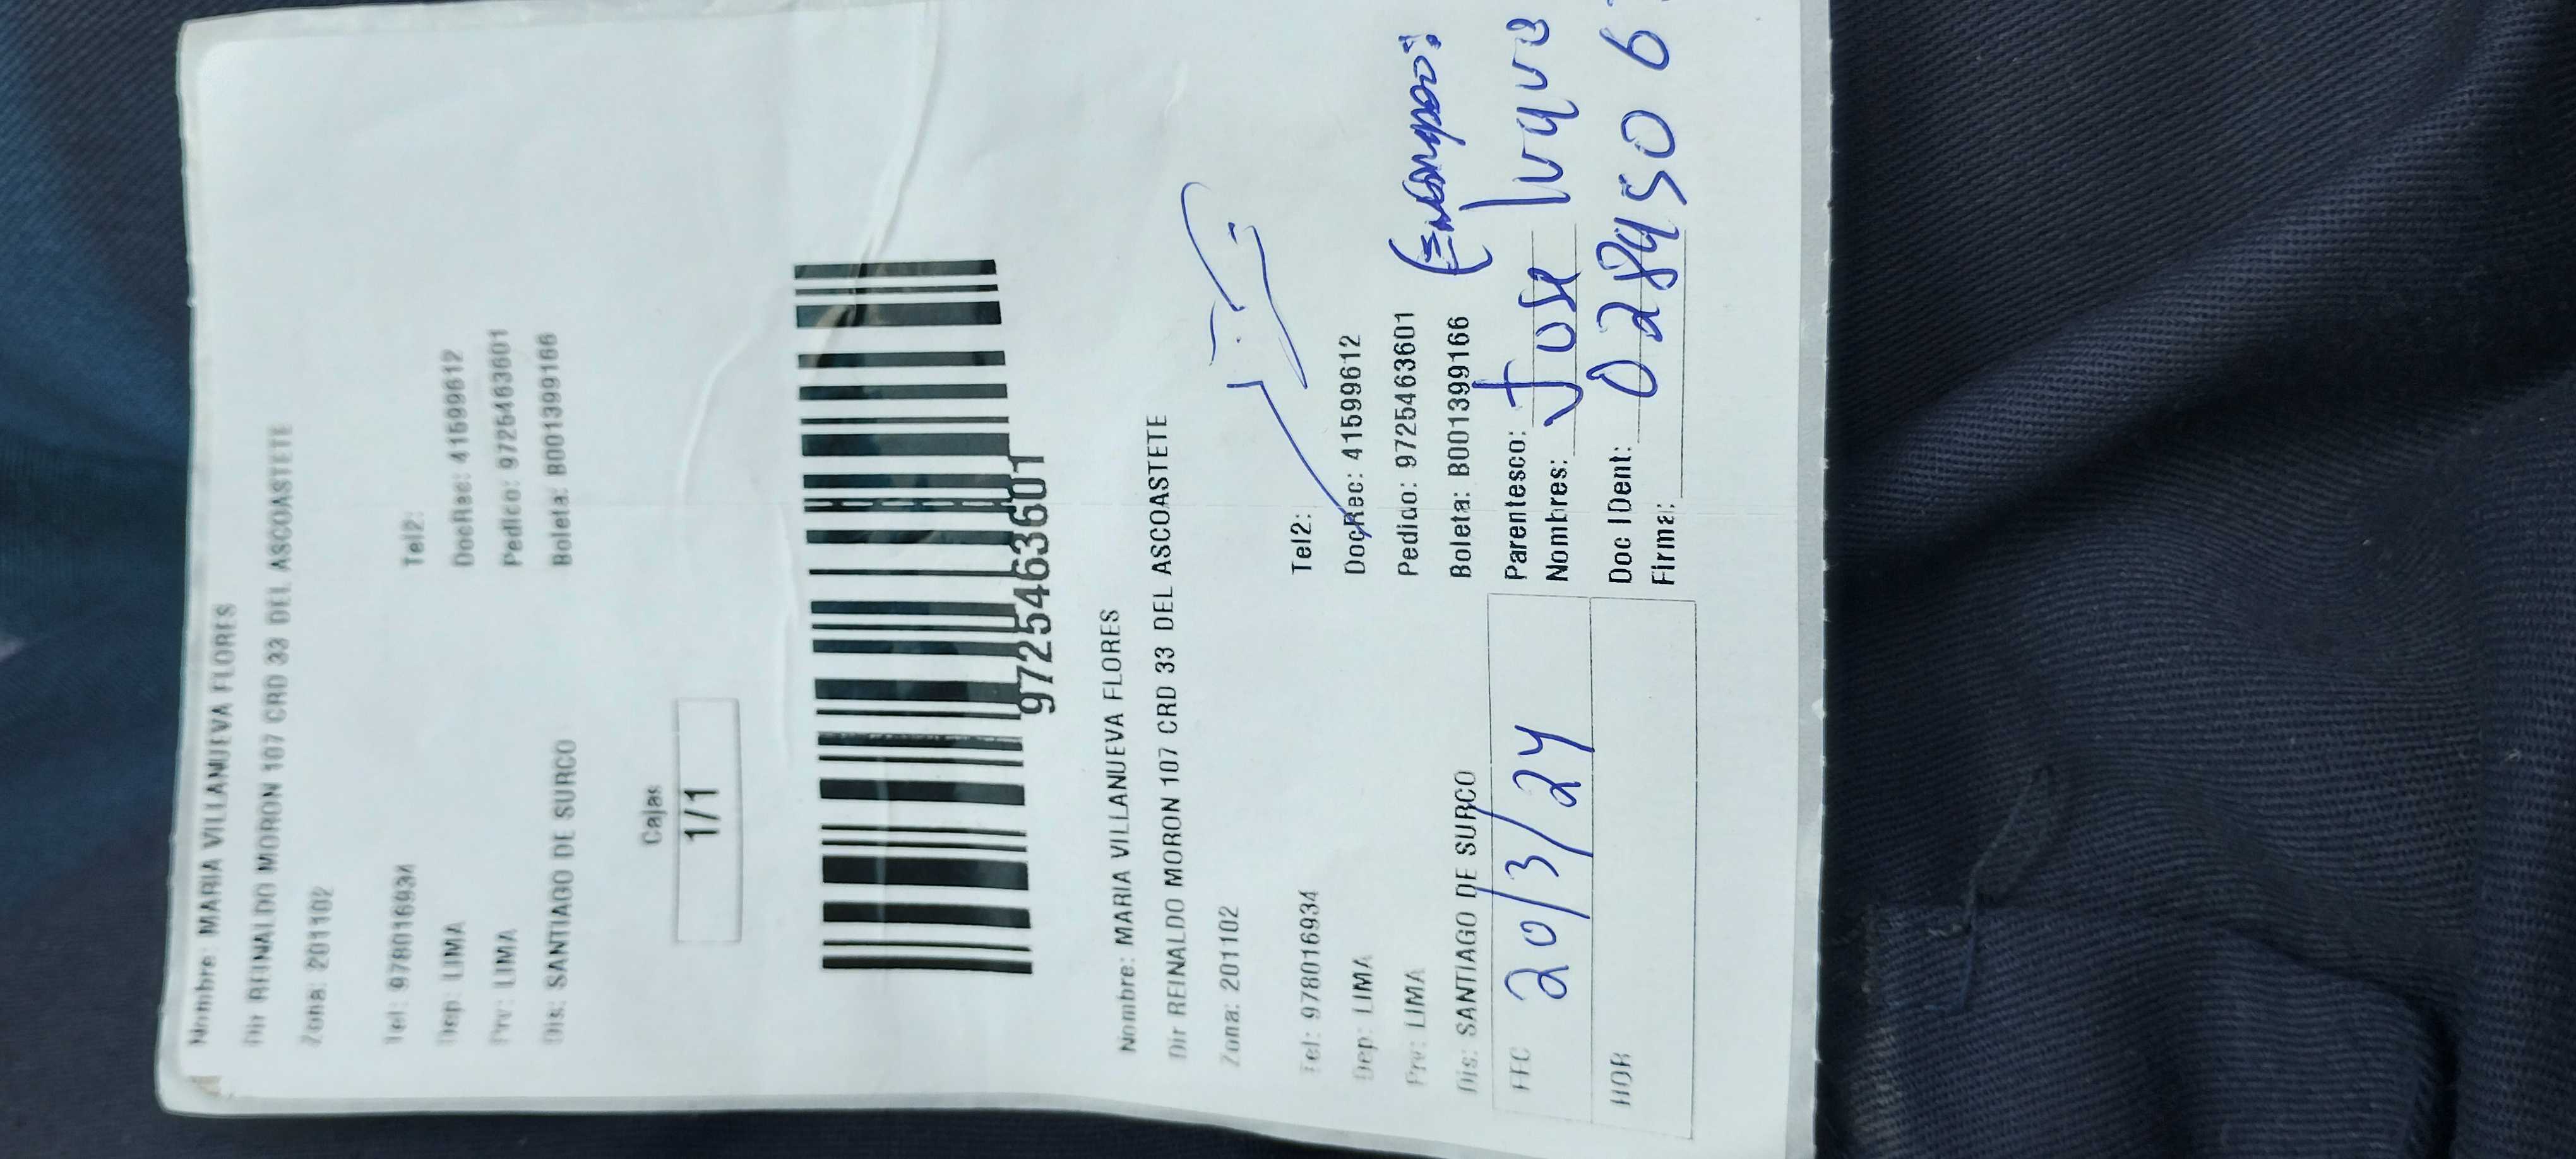 Nombre: MARIA VILLANUEVA FLORES
Dir REINALDO MORON 107 CRD 33 DEL ASCOASTETE
Zona: 201102
Tel: 978016934 Tel2:
Dep: LIMA DocRec: 41599612
Prv: LIMA Pedido: 9725463601
Dis: SANTIAGO DE SURCO Boleta: B001399166
Cajas
1/1
9725463601
Nombre: MARIA VILLANUEVA FLORES
Dir REINALDO MORON 107 CRD 33 DEL ASCOASTETE
Zona: 201102
Tel: 978016934 Tel2:
Dep: LIMA DocRec: 41599612
Prv: LIMA Pedido: 9725463601
Dis: SANTIAGO DE SURCO Boleta: B001399166
FEC 20/3/24 Parentesco:
Nombres: Jose
HOR Doc IDent:
Firma: